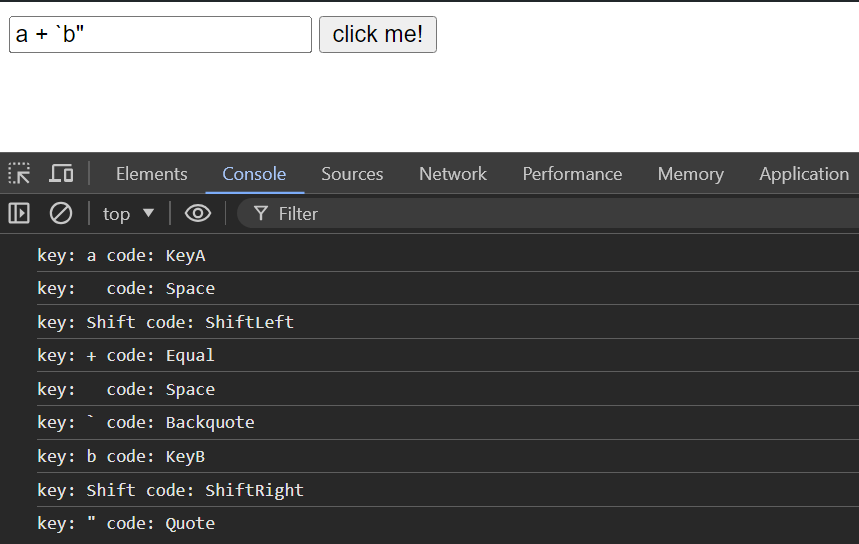 a + `b" click me!
Elements Console Sources Network Performance Memory Application
top Filter
key: a code: KeyA
key:   code: Space
key: Shift code: ShiftLeft
key: + code: Equal
key:   code: Space
key: ` code: Backquote
key: b code: KeyB
key: Shift code: ShiftRight
key: " code: Quote